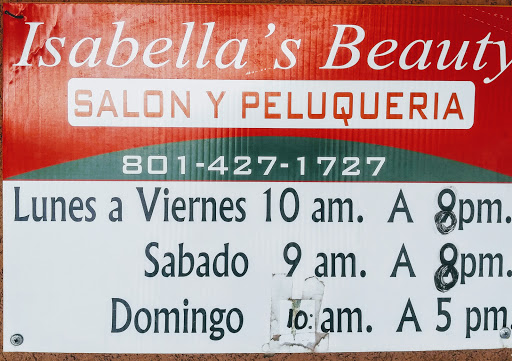 Isabella's Beauty
SALON Y PELUQUERIA
801-427-1727
Lunes a Viernes 10 am. A 8pm.
Sabado 9 am. A 8pm.
Domingo 10: am. A 5 pm.